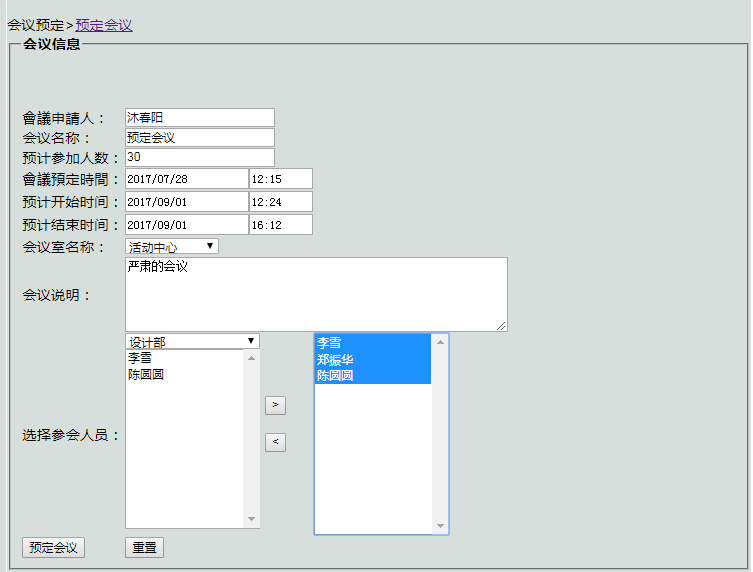 会议预定>预定会议
会议信息
會議申請人： 沐春阳
会议名称： 预定会议
预计参加人数： 30
會議預定時間： 2017/07/28 12:15
预计开始时间： 2017/09/01 12:24
预计结束时间： 2017/09/01 16:12
会议室名称： 活动中心
会议说明： 严肃的会议
选择参会人员：
设计部
李雪
陈圆圆
>
<
李雪
郑振华
陈圆圆
预定会议 重置